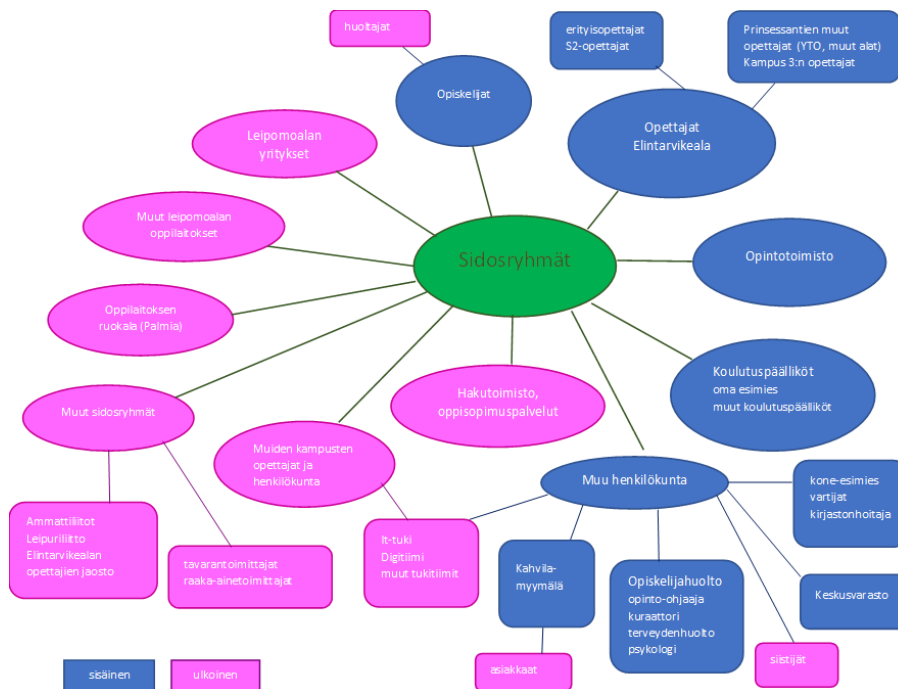 huoltajat
erityisopettajat
S2-opettajat
Prinsessantien muut
opettajat (YTO, muut alat)
Kampus 3:n opettajat
Opiskelijat
Opettajat
Elintarvikeala
Leipomoalan
yritykset
Muut leipomoalan
oppilaitokset
Sidosryhmät
Opintotoimisto
Oppilaitoksen
ruokala (Palmia)
Koulutuspäälliköt
oma esimies
muut koulutuspäälliköt
Hakutoimisto,
oppisopimuspalvelut
Muut sidosryhmät
Muiden kampusten
opettajat ja
henkilökunta
Muu henkilökunta
kone-esimies
vartijat
kirjastonhoitaja
Ammattiliitot
Leipuriliitto
Elintarvikealan
opettajien jaosto
tavarantoimittajat
raaka-ainetoimittajat
It-tuki
Digitiimi
muut tukitiimit
Kahvila-
myymälä
Opiskelijahuolto
opinto-ohjaaja
kuraattori
terveydenhuolto
psykologi
Keskusvarasto
asiakkaat
siistijät
sisäinen
ulkoinen